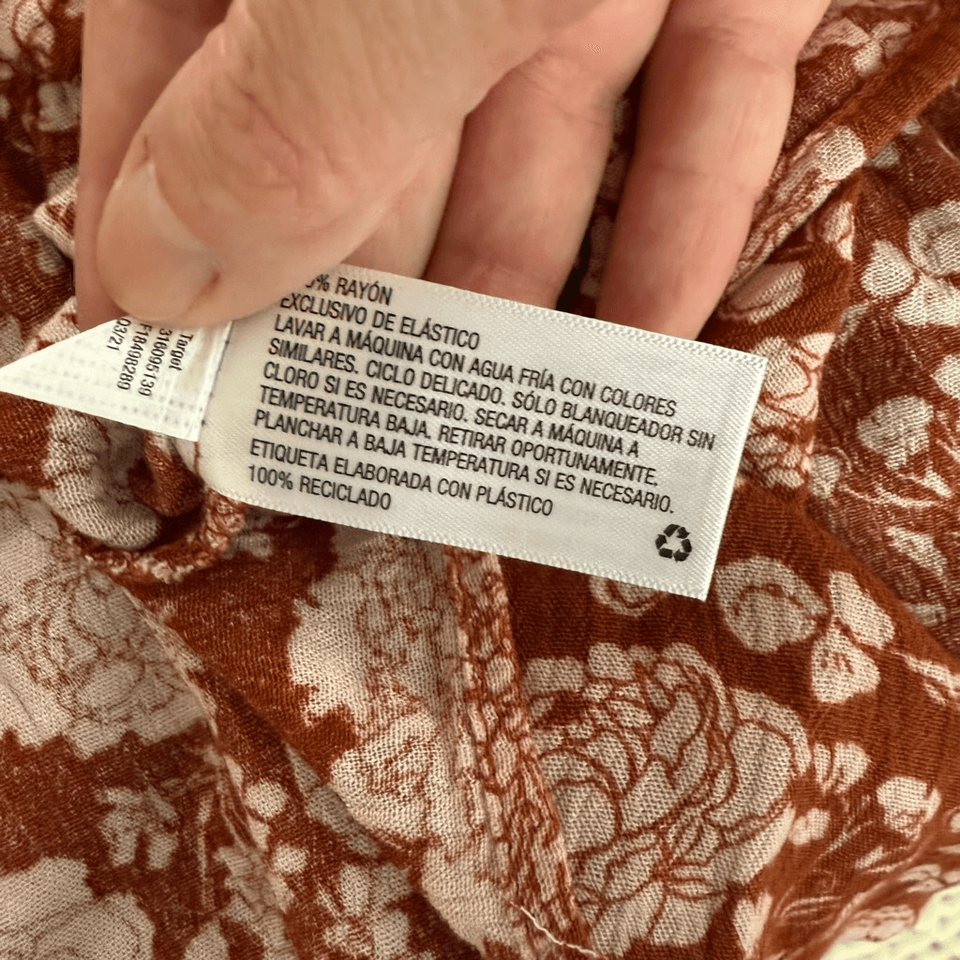 % RAYÓN
EXCLUSIVO DE ELÁSTICO
LAVAR A MÁQUINA CON AGUA FRÍA CON COLORES
SIMILARES. CICLO DELICADO. SÓLO BLANQUEADOR SIN
CLORO SI ES NECESARIO. SECAR A MÁQUINA A
TEMPERATURA BAJA. RETIRAR OPORTUNAMENTE.
PLANCHAR A BAJA TEMPERATURA SI ES NECESARIO.
ETIQUETA ELABORADA CON PLÁSTICO
100% RECICLADO
Target
F18498289
03/21